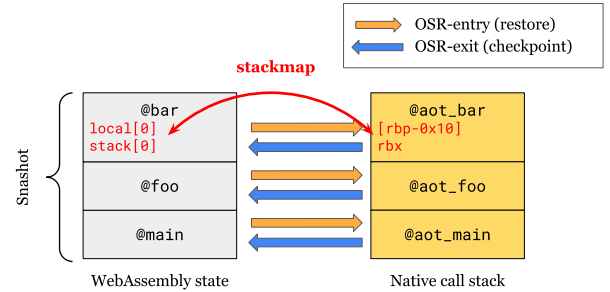 OSR-entry (restore)
OSR-exit (checkpoint)
stackmap
Snashot
@bar
local[0]
stack[0]
@foo
@main
@aot_bar
[rbp-0x10]
rbx
@aot_foo
@aot_main
WebAssembly state
Native call stack